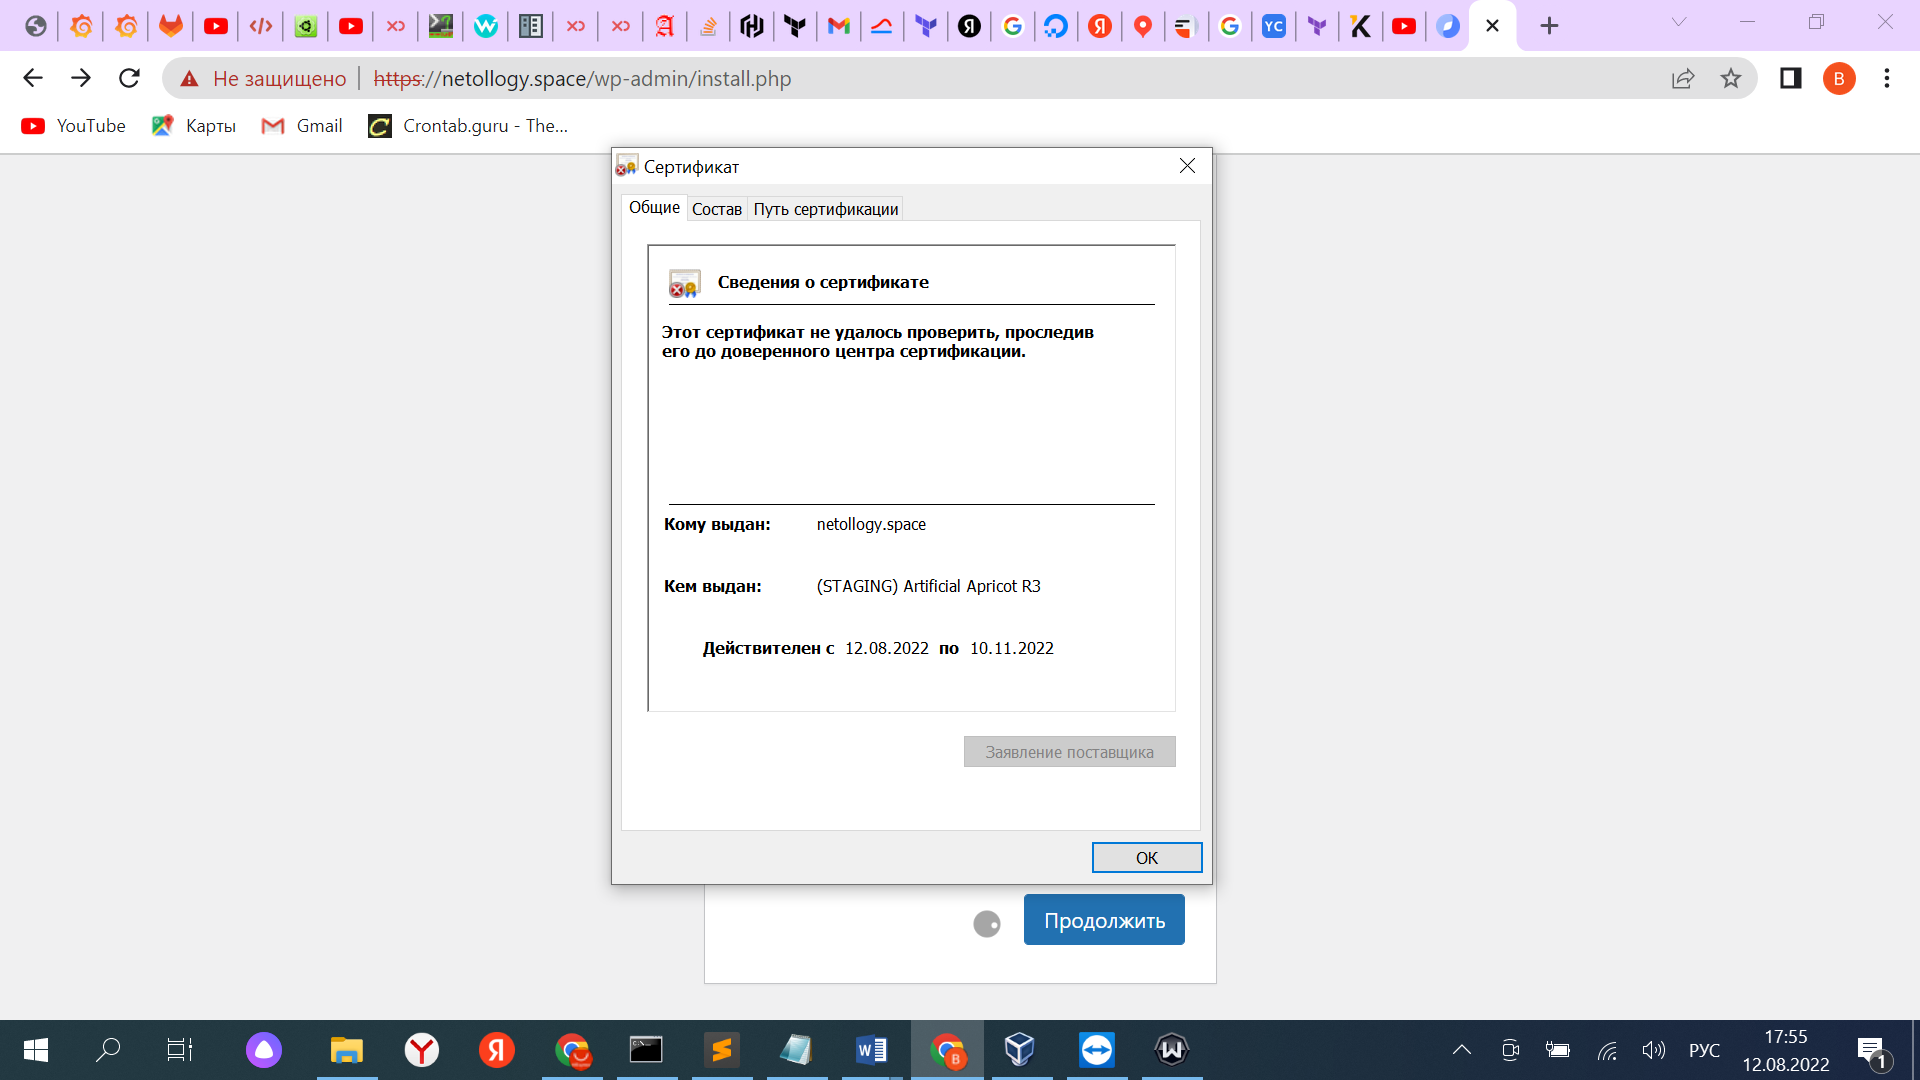 Не защищено
https://netollogy.space/wp-admin/install.php
B
YouTube
Карты
Gmail
Crontab.guru - The...
Сертификат
Общие
Состав
Путь сертификации
Сведения о сертификате
Этот сертификат не удалось проверить, проследив
его до доверенного центра сертификации.
Кому выдан: netollogy.space
Кем выдан: (STAGING) Artificial Apricot R3
Действителен с 12.08.2022 по 10.11.2022
Заявление поставщика
OK
Продолжить
РУС
17:55
12.08.2022
1